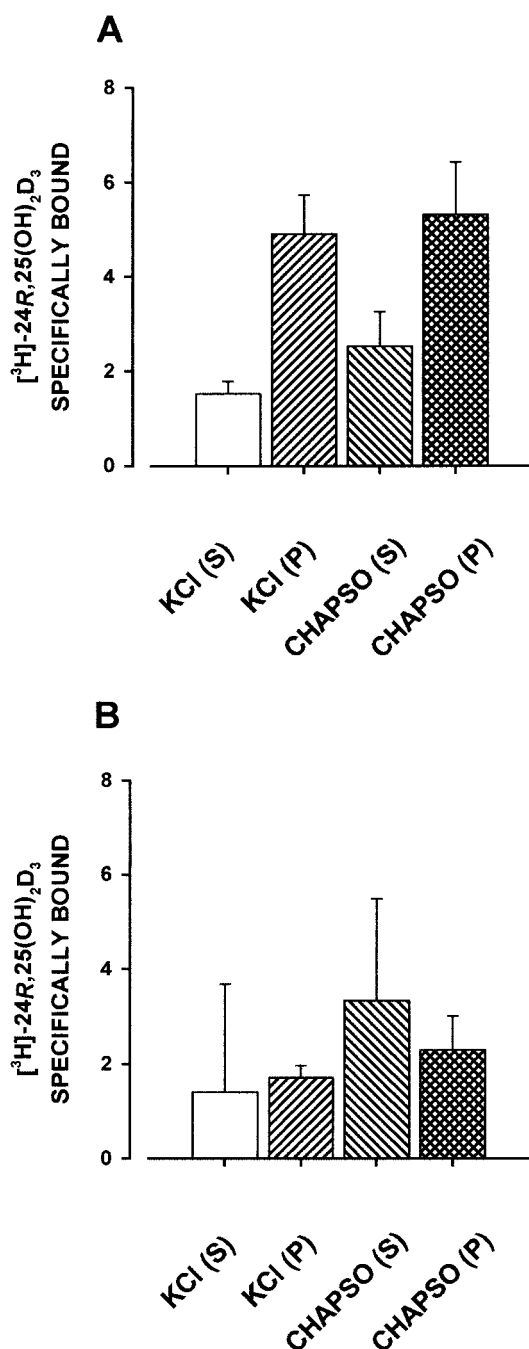 A
[³H]-24R,25(OH)₂D₃
SPECIFICALLY BOUND
8
6
4
2
0
KCl (S)
KCl (P)
CHAPSO (S)
CHAPSO (P)
B
[³H]-24R,25(OH)₂D₃
SPECIFICALLY BOUND
8
6
4
2
0
KCl (S)
KCl (P)
CHAPSO (S)
CHAPSO (P)